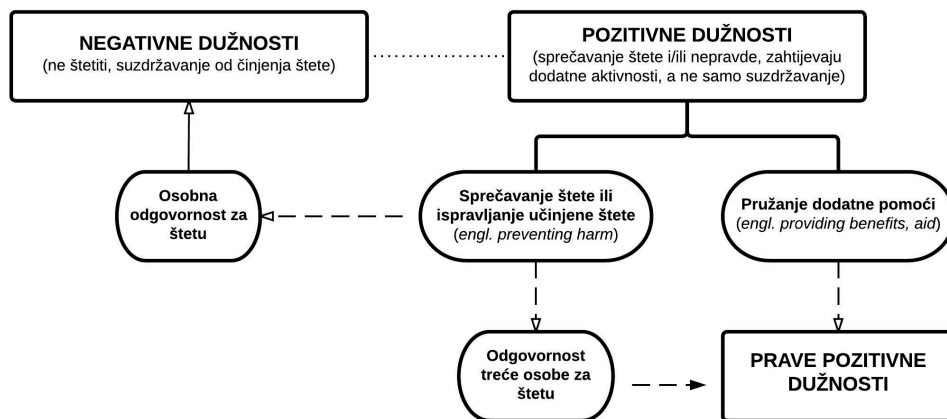 NEGATIVNE DUŽNOSTI
(ne štetiti, suzdržavanje od činjenja štete)
POZITIVNE DUŽNOSTI
(sprečavanje štete i/ili nepravde, zahtijevaju
dodatne aktivnosti, a ne samo suzdržavanje)
Osobna
odgovornost za
štetu
Sprečavanje štete ili
ispravljanje učinjene štete
(engl. preventing harm)
Pružanje dodatne pomoći
(engl. providing benefits, aid)
Odgovornost
treće osobe za
štetu
PRAVE POZITIVNE
DUŽNOSTI